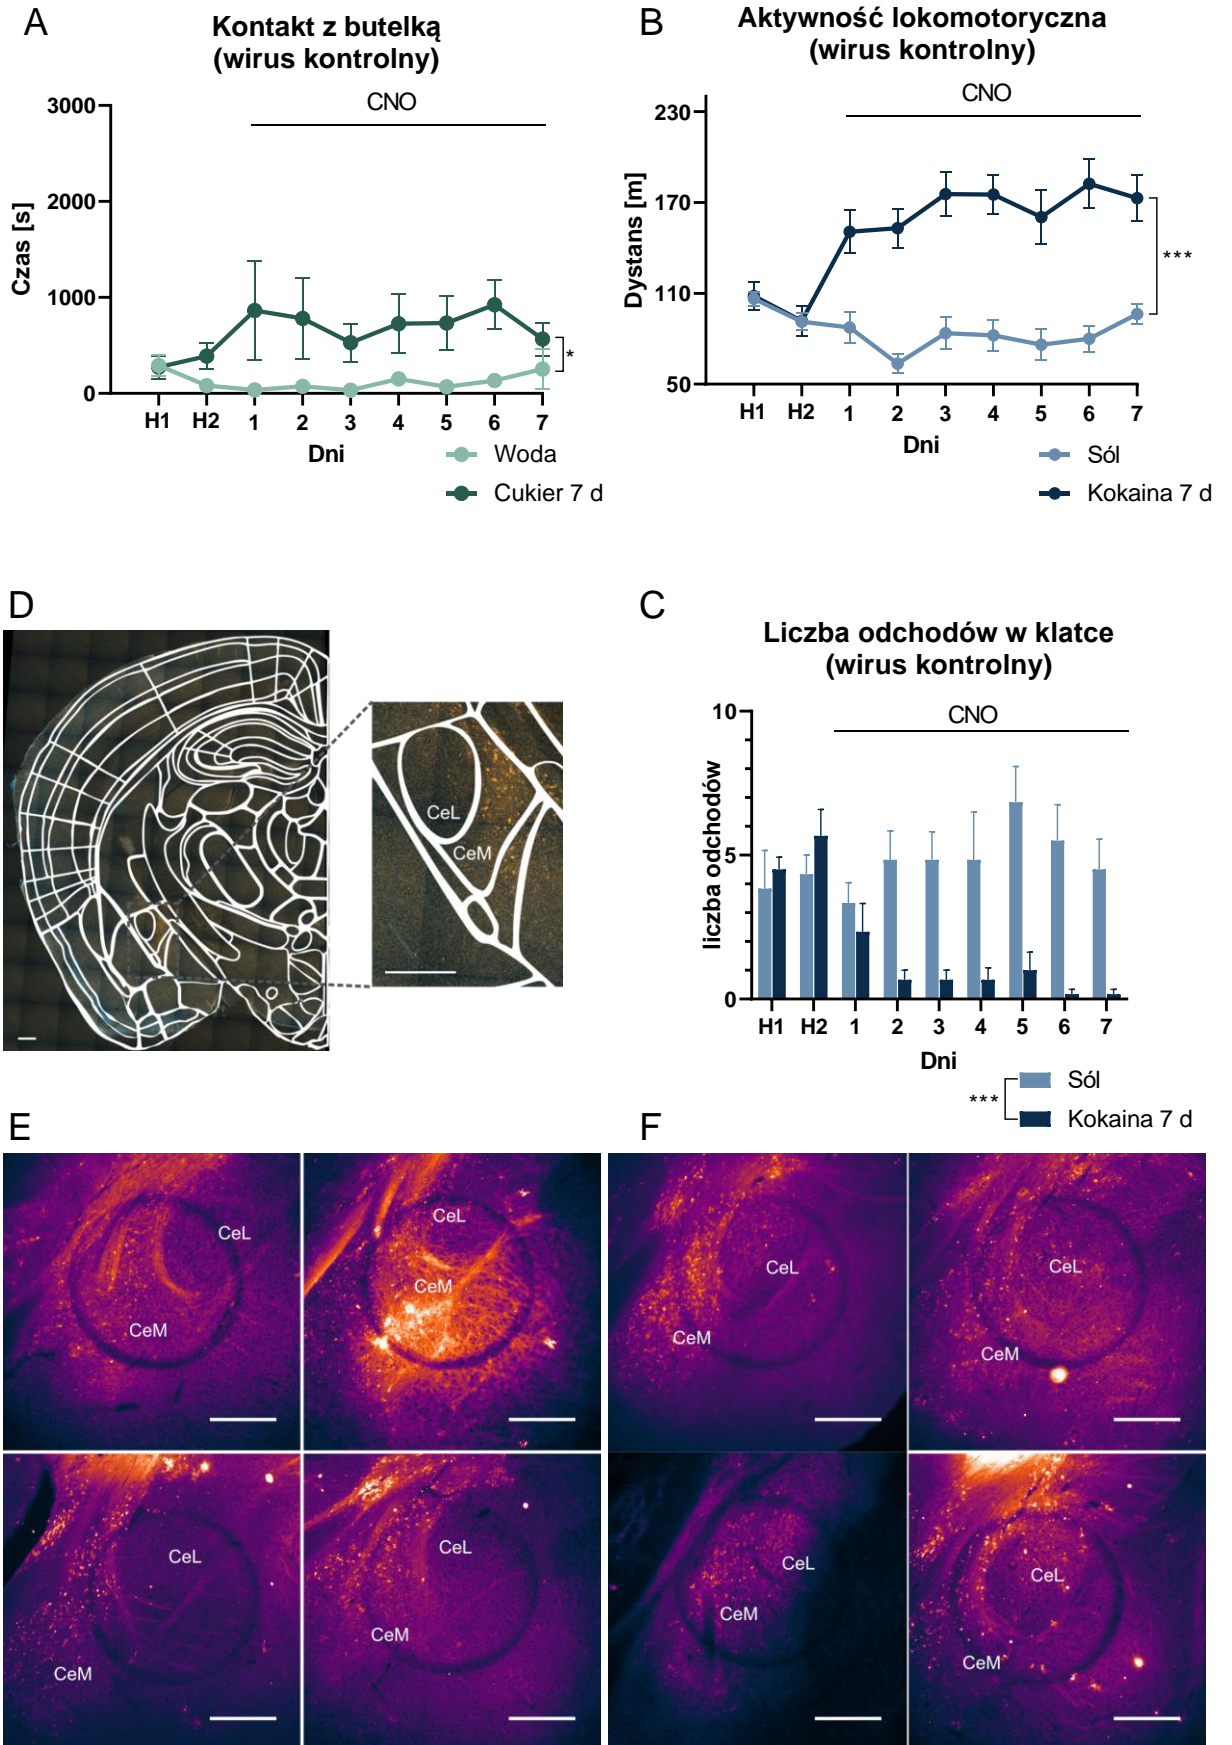 A
Kontakt z butelką
(wirus kontrolny)
CNO
3000
2000
1000
0
Czas [s]
*
H1 H2 1 2 3 4 5 6 7
Dni
Woda
Cukier 7 d
B
Aktywność lokomotoryczna
(wirus kontrolny)
CNO
230
170
110
50
Dystans [m]
***
H1 H2 1 2 3 4 5 6 7
Dni
Sól
Kokaina 7 d
D
CeL
CeM
C
Liczba odchodów w klatce
(wirus kontrolny)
CNO
10
5
0
liczba odchodów
H1 H2 1 2 3 4 5 6 7
Dni
***
Sól
Kokaina 7 d
E
CeL
CeM
CeL
CeM
CeL
CeM
CeL
CeM
F
CeL
CeM
CeL
CeM
CeL
CeM
CeL
CeM